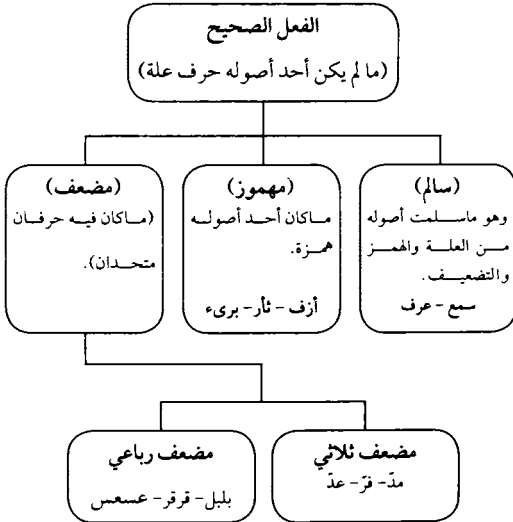 الفعل الصحيح
(ما لم يكن أحد أصوله حرف علة)
(سالم)
وهو ماسلمت أصوله
من العلة والهمز
والتضعيف.
سمع - عرف
(مهموز)
ماكان أحد أصوله
همزة.
أزف - ثأر - برىء
(مضعف)
(ماكان فيه حرفان
متحدان).
مضعف ثلاثي
مدّ - فرّ - عدّ
مضعف رباعي
بلبل - قرقر - عسعس